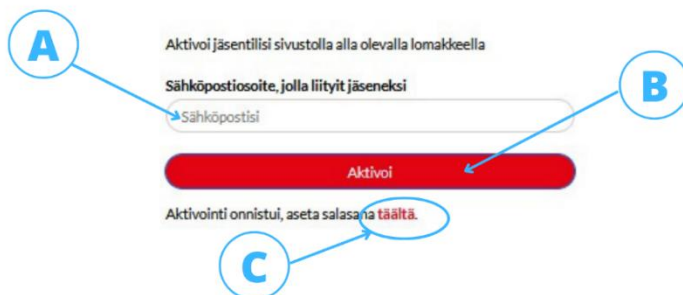 A
Aktivoi jäsentilisi sivustolla alla olevalla lomakkeella
Sähköpostiosoite, jolla liityit jäseneksi
B
Sähköpostisi
Aktivoi
Aktivointi onnistui, aseta salasana täältä.
C